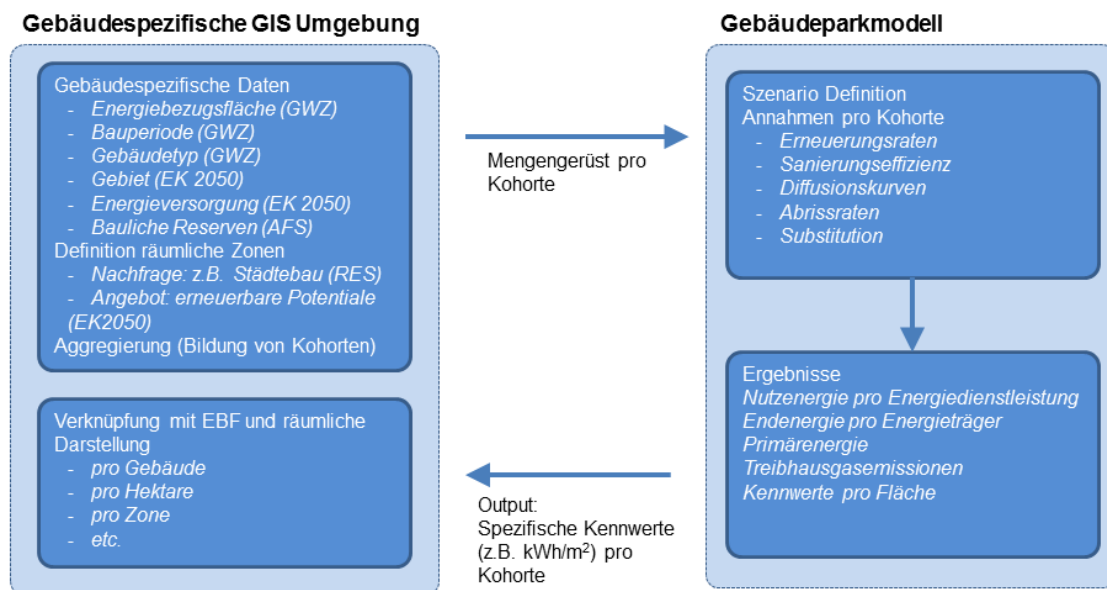 Gebäudespezifische GIS Umgebung
Gebäudespezifische Daten
- Energiebezugsfläche (GWZ)
- Bauperiode (GWZ)
- Gebäudetyp (GWZ)
- Gebiet (EK 2050)
- Energieversorgung (EK 2050)
- Bauliche Reserven (AFS)
Definition räumliche Zonen
- Nachfrage: z.B. Städtebau (RES)
- Angebot: erneuerbare Potentiale
(EK2050)
Aggregierung (Bildung von Kohorten)
Verknüpfung mit EBF und räumliche
Darstellung
- pro Gebäude
- pro Hektare
- pro Zone
- etc.
Mengengerüst pro
Kohorte
Output:
Spezifische Kennwerte
(z.B. kWh/m²) pro
Kohorte
Gebäudeparkmodell
Szenario Definition
Annahmen pro Kohorte
- Erneuerungsraten
- Sanierungseffizienz
- Diffusionskurven
- Abrissraten
- Substitution
Ergebnisse
Nutzenergie pro Energiedienstleistung
Endenergie pro Energieträger
Primärenergie
Treibhausgasemissionen
Kennwerte pro Fläche